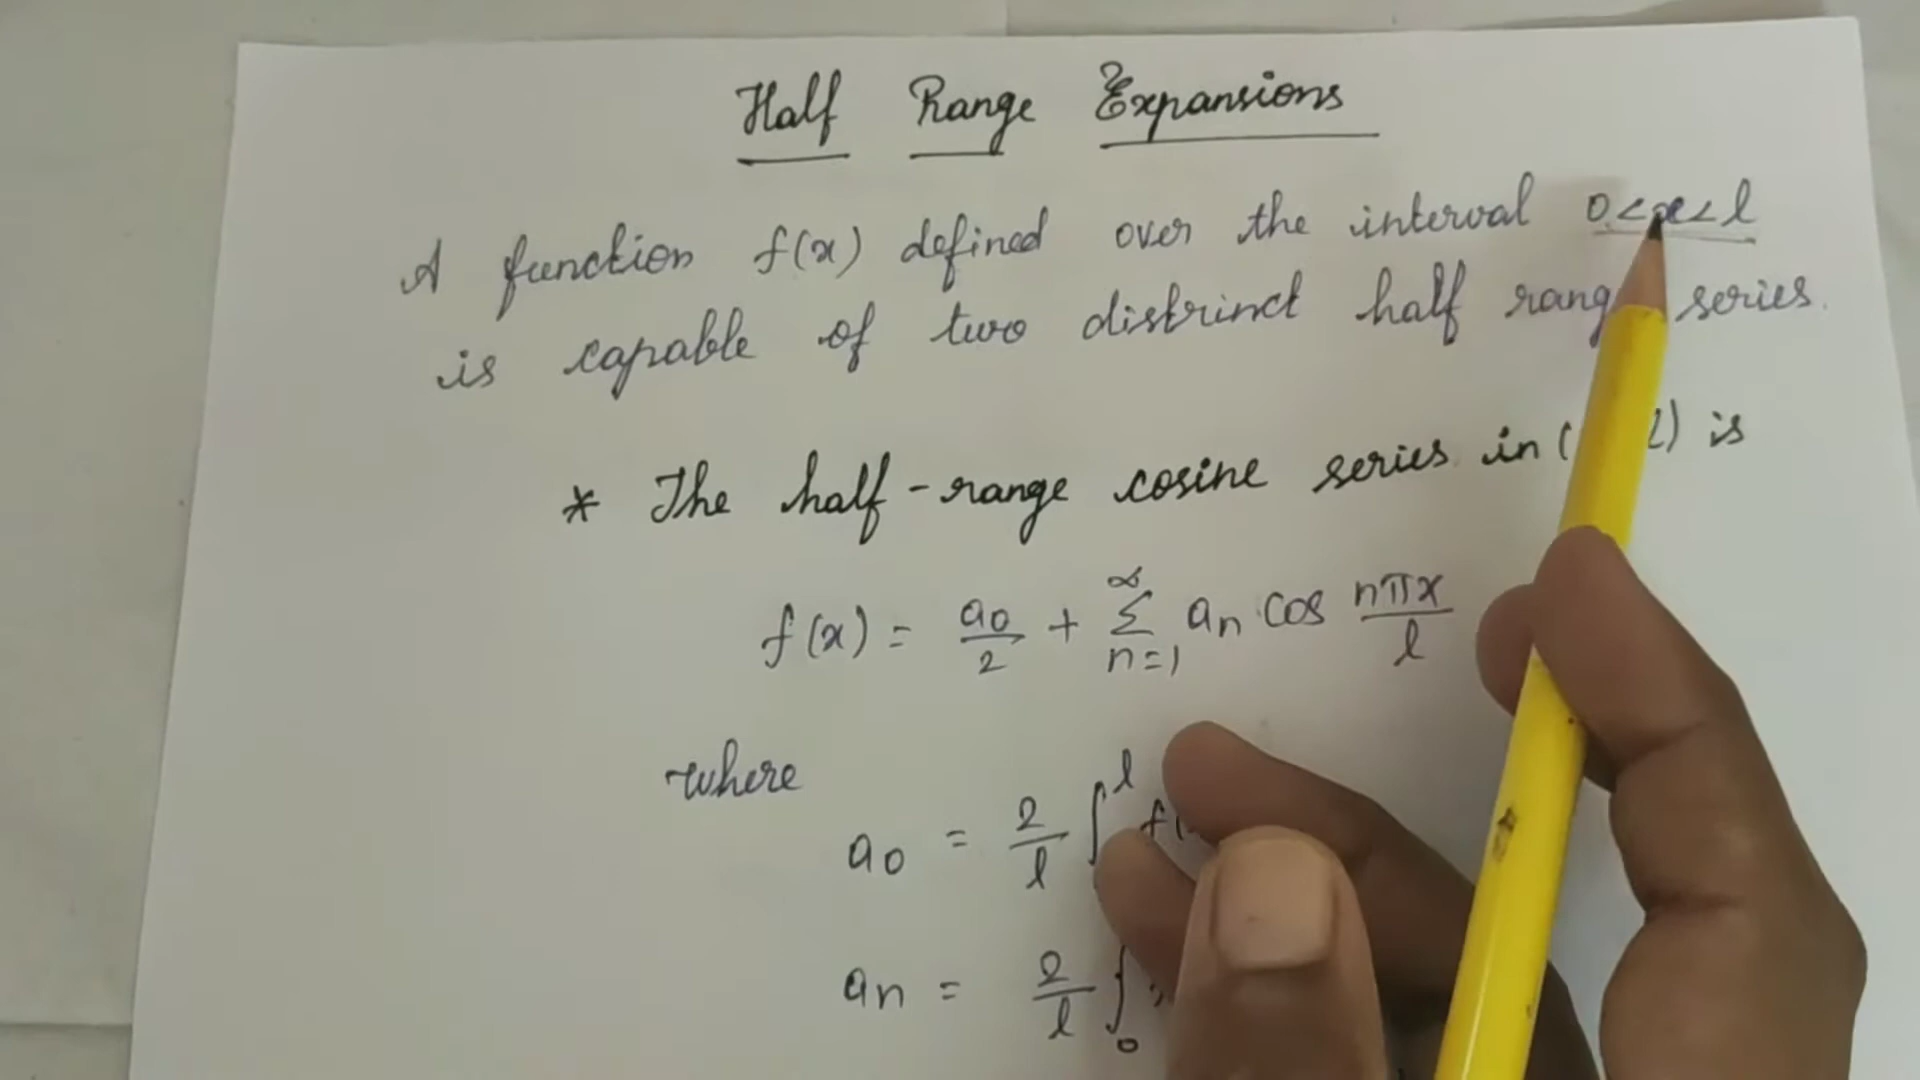 Half Range Expansions
A function f(x) defined over the interval 0<x<l
is capable of two distrinct half rang series.
* The half-range cosine series in ( l) is
f(x) = a0/2 + ∑_{n=1}^{∞} an cos nπx/l
where
a0 = 2/l ∫^l f(
an = 2/l ∫_0